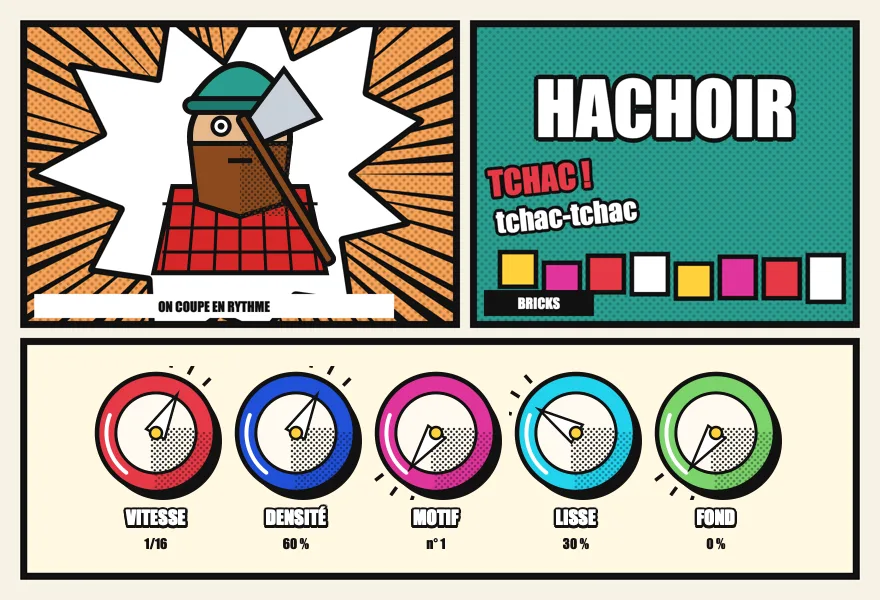 ON COUPE EN RYTHME
HACHOIR
TCHAC !
tchac-tchac
BRICKS
VITESSE
1/16
DENSITÉ
60 %
MOTIF
n° 1
LISSE
30 %
FOND
0 %